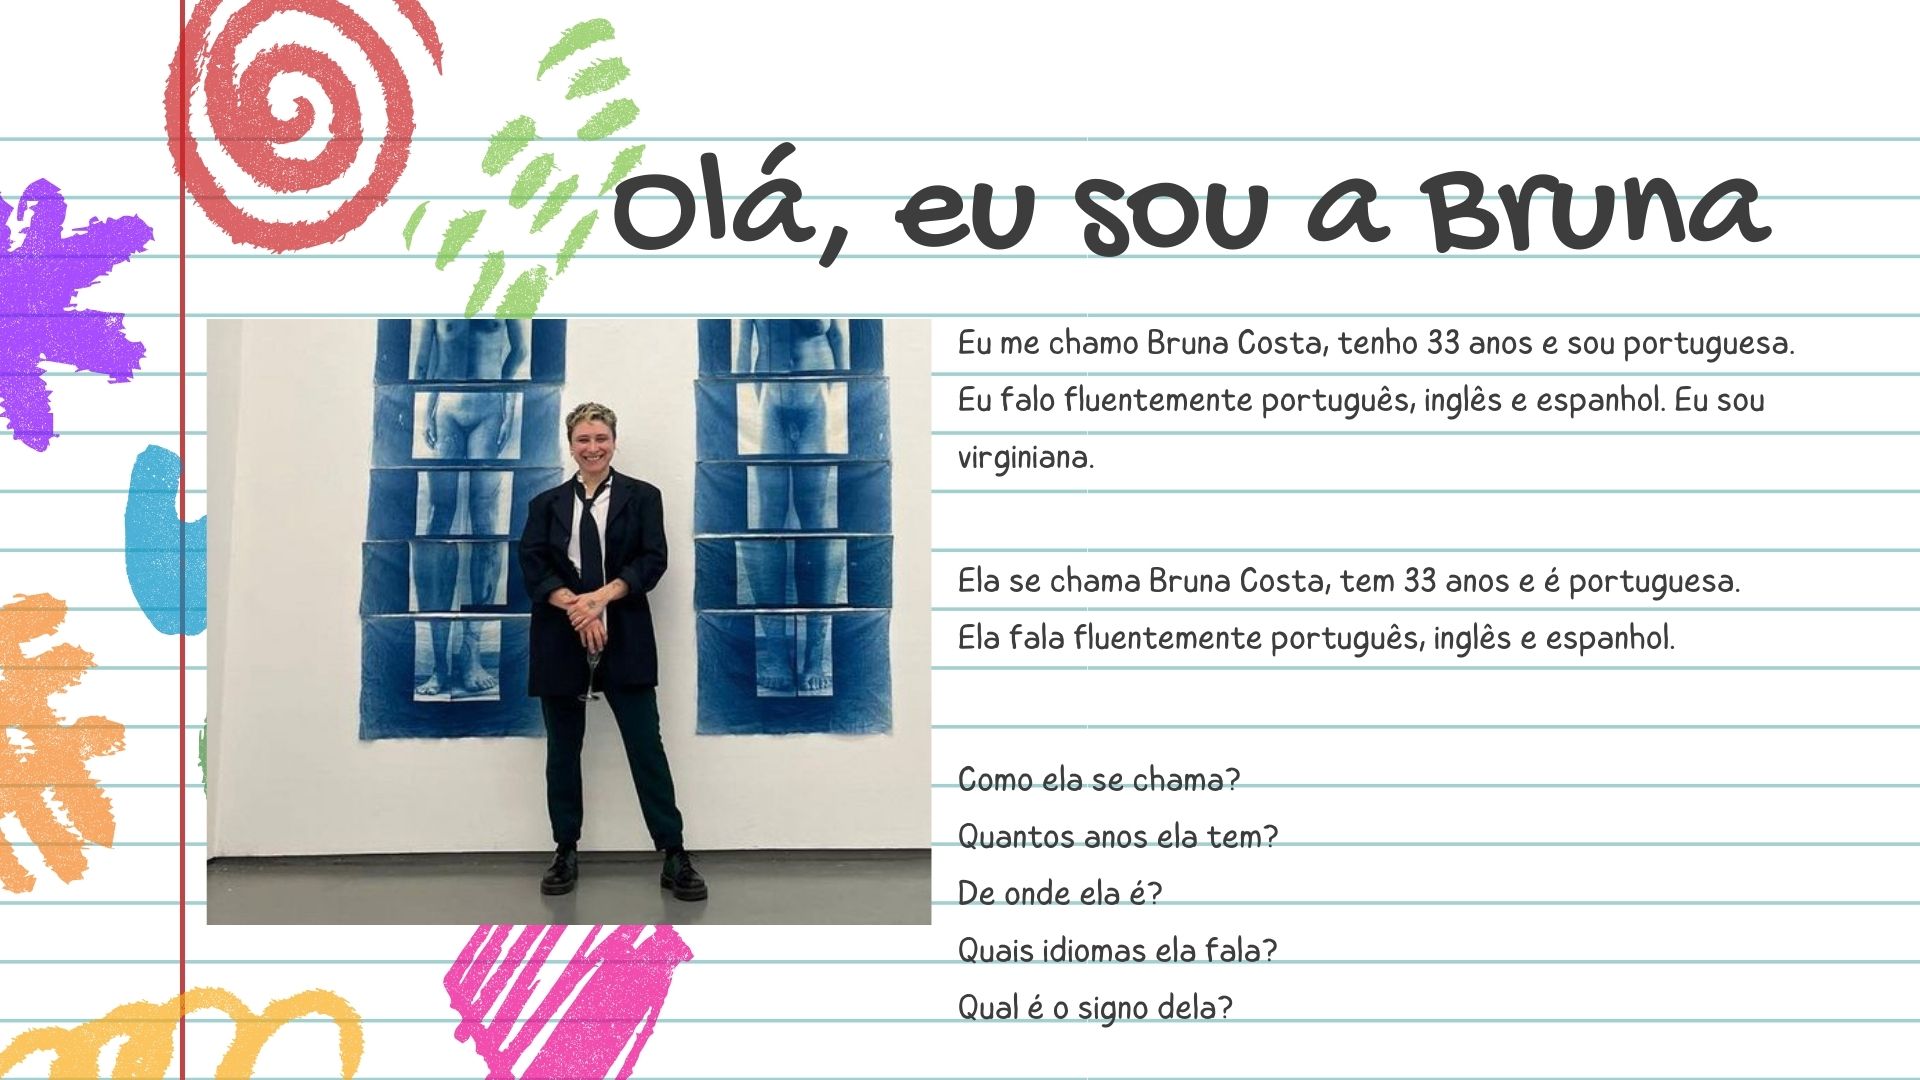 Olá, eu sou a Bruna
Eu me chamo Bruna Costa, tenho 33 anos e sou portuguesa.
Eu falo fluentemente português, inglês e espanhol. Eu sou
virginiana.
Ela se chama Bruna Costa, tem 33 anos e é portuguesa.
Ela fala fluentemente português, inglês e espanhol.
Como ela se chama?
Quantos anos ela tem?
De onde ela é?
Quais idiomas ela fala?
Qual é o signo dela?